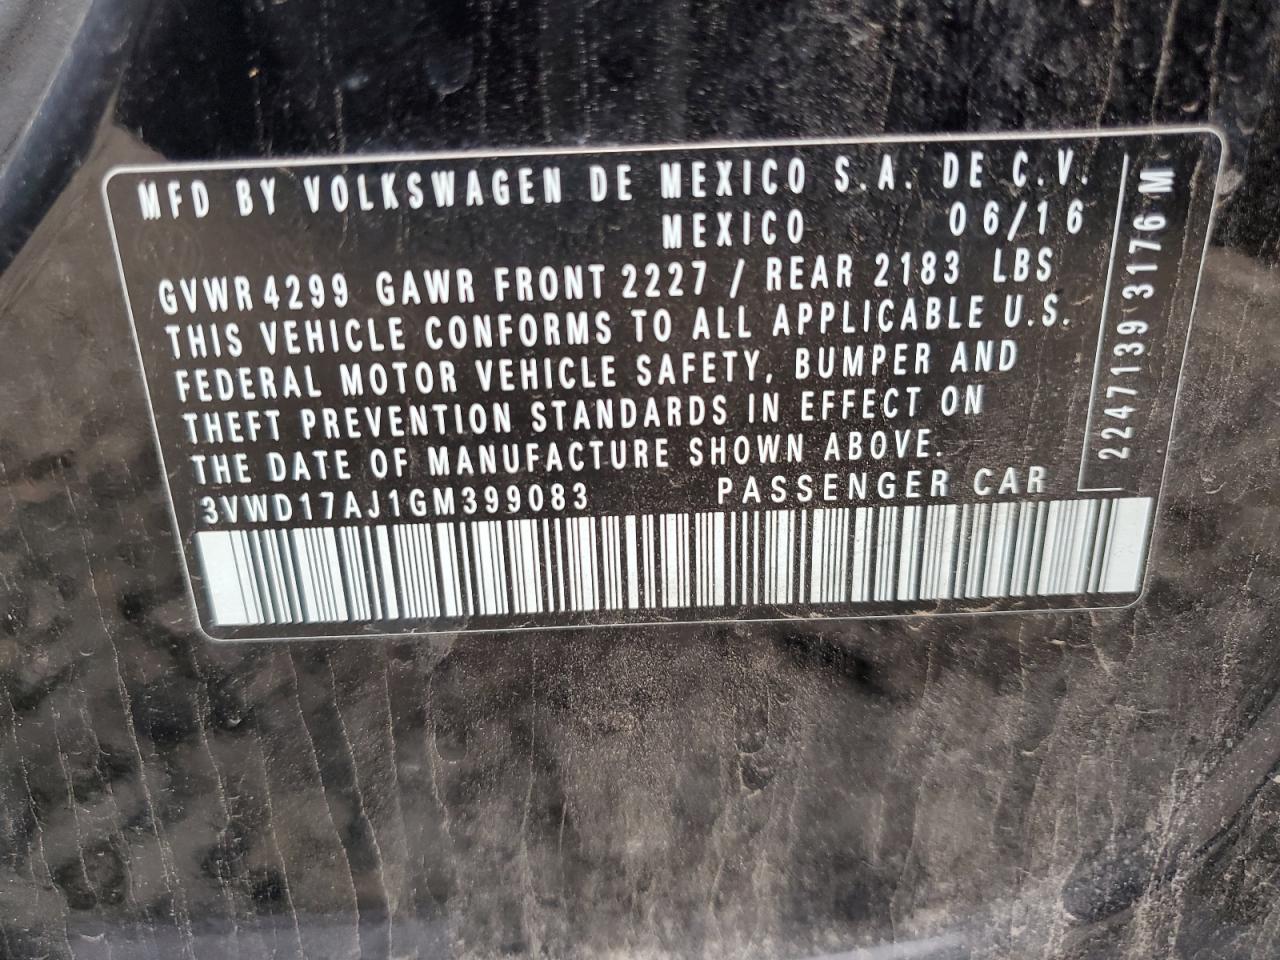 MFD BY VOLKSWAGEN DE MEXICO S.A. DE C.V.
MEXICO 06/16
GVWR 4299 GAWR FRONT 2227 / REAR 2183 LBS
THIS VEHICLE CONFORMS TO ALL APPLICABLE U.S.
FEDERAL MOTOR VEHICLE SAFETY, BUMPER AND
THEFT PREVENTION STANDARDS IN EFFECT ON
THE DATE OF MANUFACTURE SHOWN ABOVE.
3VWD17AJ1GM399083 PASSENGER CAR
2247139 3176 M